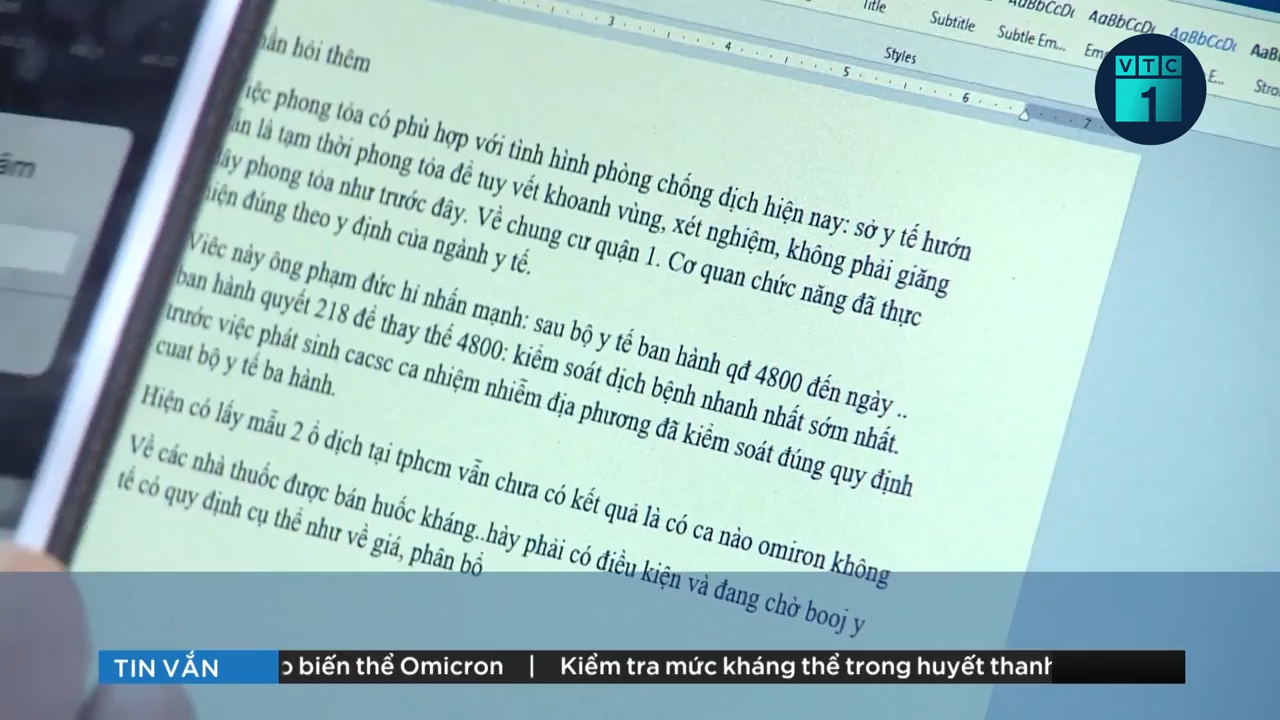 Title
Subtitle
Subtle Em...
AaBbCcDt
AaBbCcDt
AaBbCcDt
Styles
3
4
5
6
7
VTC
1
hỏi thêm
phong tỏa có phù hợp với tình hình phòng chống dịch hiện nay: sở y tế hướn
là tạm thời phong tỏa để tuy vết khoanh vùng, xét nghiệm, không phải giăng
phong tỏa như trước đây. Về chung cư quận 1. Cơ quan chức năng đã thực
đúng theo y định của ngành y tế.
Việc này ông phạm đức hỉ nhấn mạnh: sau bộ y tế ban hành qđ 4800 đến ngày ..
ban hành quyết 218 để thay thế 4800: kiểm soát dịch bệnh nhanh nhất sớm nhất.
trước việc phát sinh cacsc ca nhiệm nhiễm địa phương đã kiểm soát đúng quy định
cuat bộ y tế ba hành.
Hiện có lấy mẫu 2 ổ dịch tại tphcm vẫn chưa có kết quả là có ca nào omiron không
Về các nhà thuốc được bán huốc kháng..hày phải có điều kiện và đang chờ booj y
tế có quy định cụ thể như về giá, phân bổ
TIN VẮN
biến thể Omicron | Kiểm tra mức kháng thể trong huyết thanh